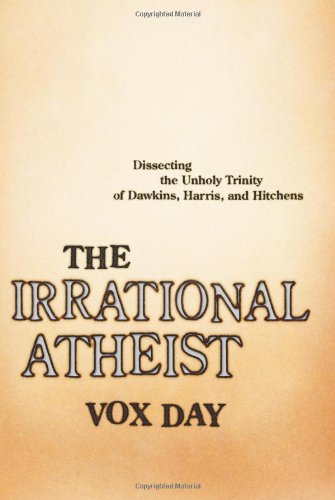 Copyrighted Material
Dissecting
the Unholy Trinity
of Dawkins, Harris, and Hitchens
THE
IRRATIONAL
ATHEIST
VOX DAY
Copyrighted Material